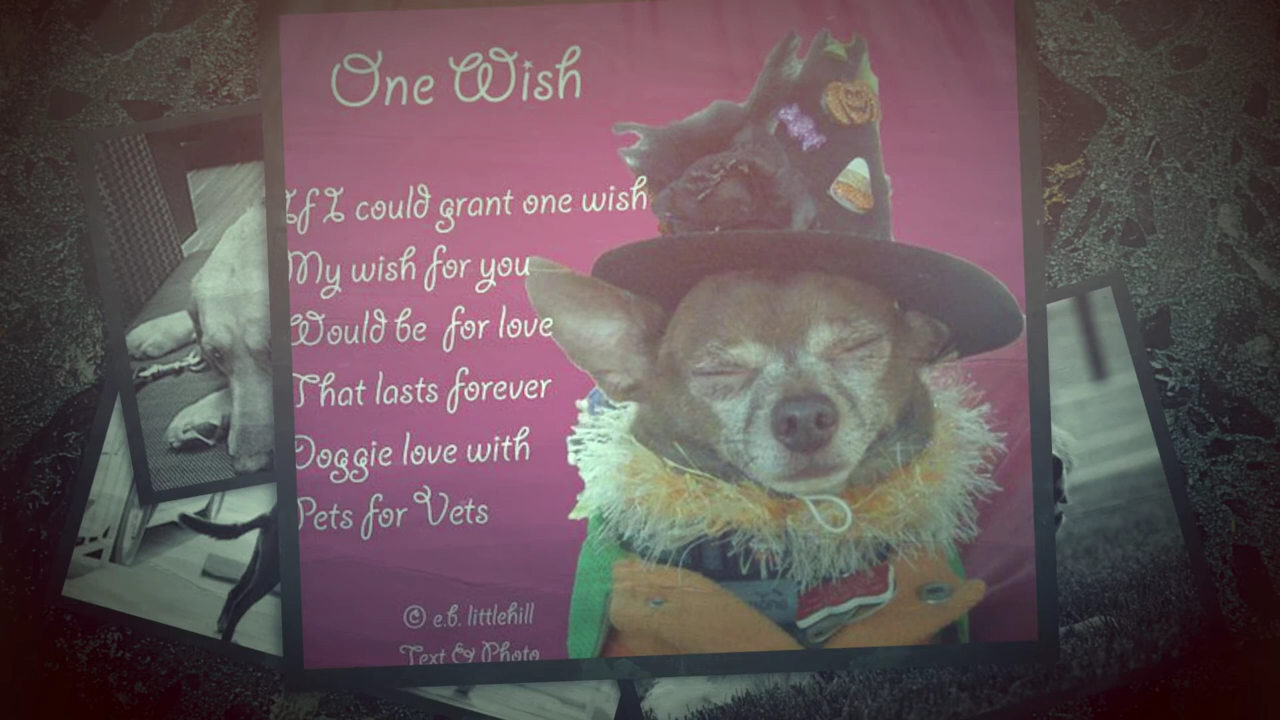 One Wish
If I could grant one wish
My wish for you
Would be for love
That lasts forever
Doggie love with
Pets for Vets
© e.b. littlehill
Text & Photo